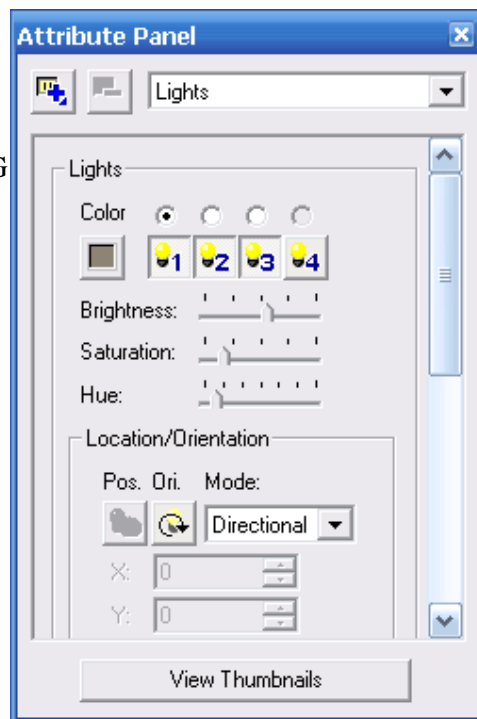 Attribute Panel
Lights
G
Lights
Color
1 2 3 4
Brightness:
Saturation:
Hue:
Location/Orientation
Pos. Ori. Mode:
Directional
X: 0
Y: 0
View Thumbnails